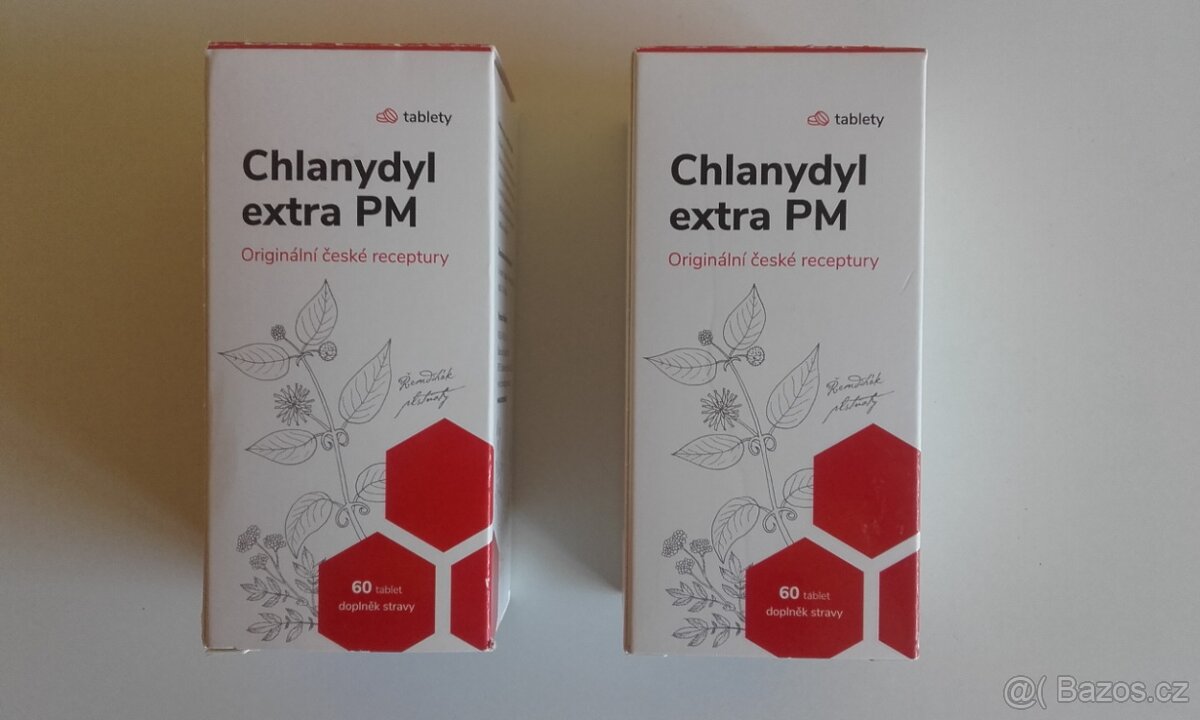 tablety
Chlanydyl
extra PM
Originální české receptury
60 tablet
doplněk stravy
tablety
Chlanydyl
extra PM
Originální české receptury
60 tablet
doplněk stravy
@( Bazos.cz